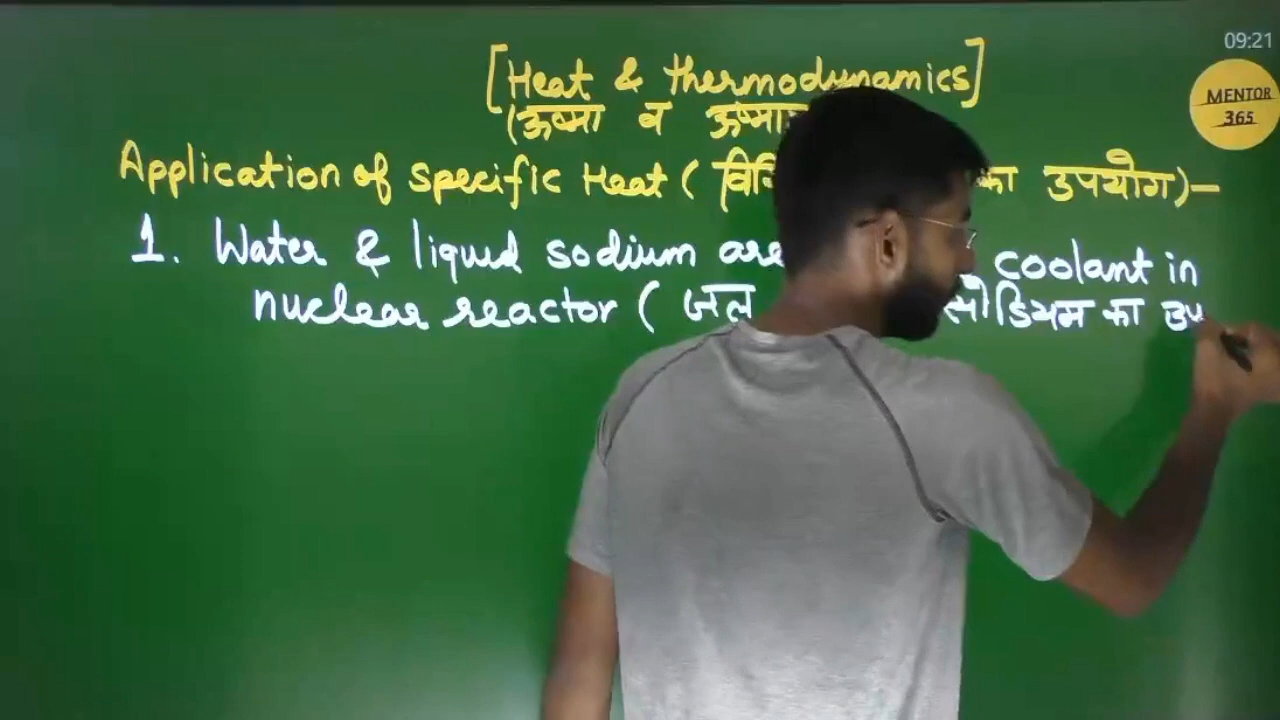 09:21
MENTOR
365
[Heat & thermodynamics]
(ऊष्मा व
Application of specific Heat ( का उपयोग)-
1. Water & liquid sodium are coolant in
nuclear reactor ( जल सोडियम का उप